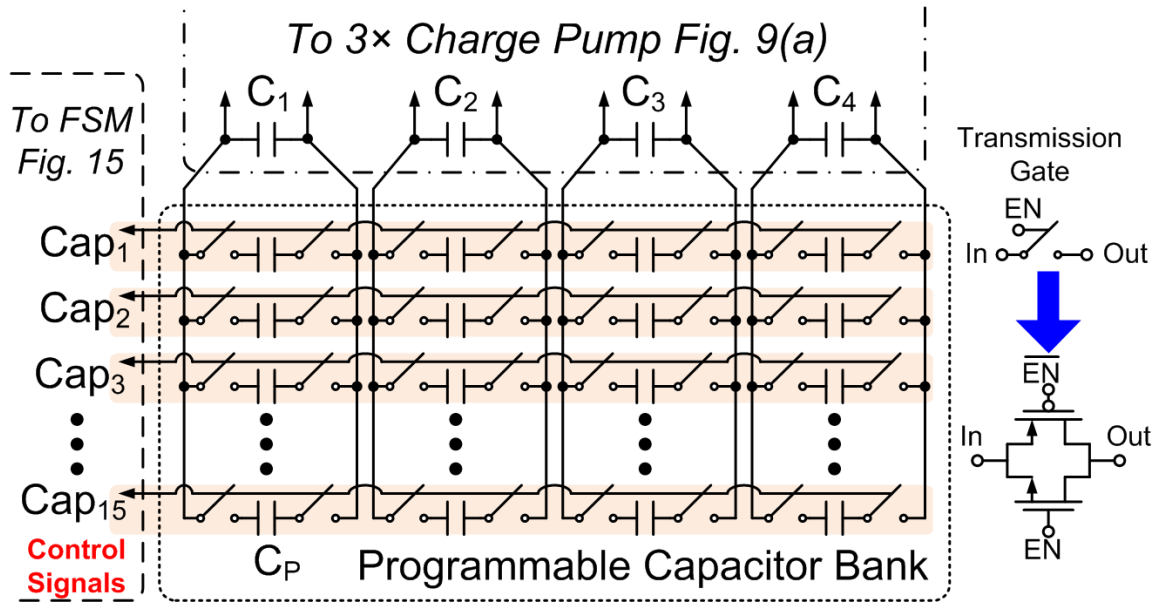 To 3× Charge Pump Fig. 9(a)
To FSM
Fig. 15
C1
C2
C3
C4
Transmission
Gate
EN
In
Out
Cap1
Cap2
Cap3
Cap15
Control
Signals
CP
Programmable Capacitor Bank
EN
In
Out
EN